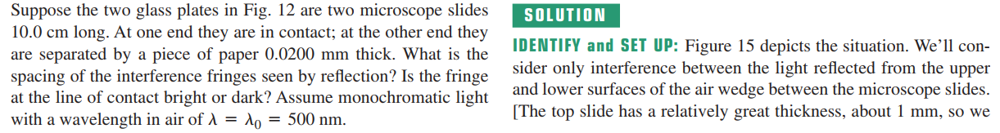 Suppose the two glass plates in Fig. 12 are two microscope slides
10.0 cm long. At one end they are in contact; at the other end they
are separated by a piece of paper 0.0200 mm thick. What is the
spacing of the interference fringes seen by reflection? Is the fringe
at the line of contact bright or dark? Assume monochromatic light
with a wavelength in air of λ = λ₀ = 500 nm.
SOLUTION
IDENTIFY and SET UP: Figure 15 depicts the situation. We'll con-
sider only interference between the light reflected from the upper
and lower surfaces of the air wedge between the microscope slides.
[The top slide has a relatively great thickness, about 1 mm, so we